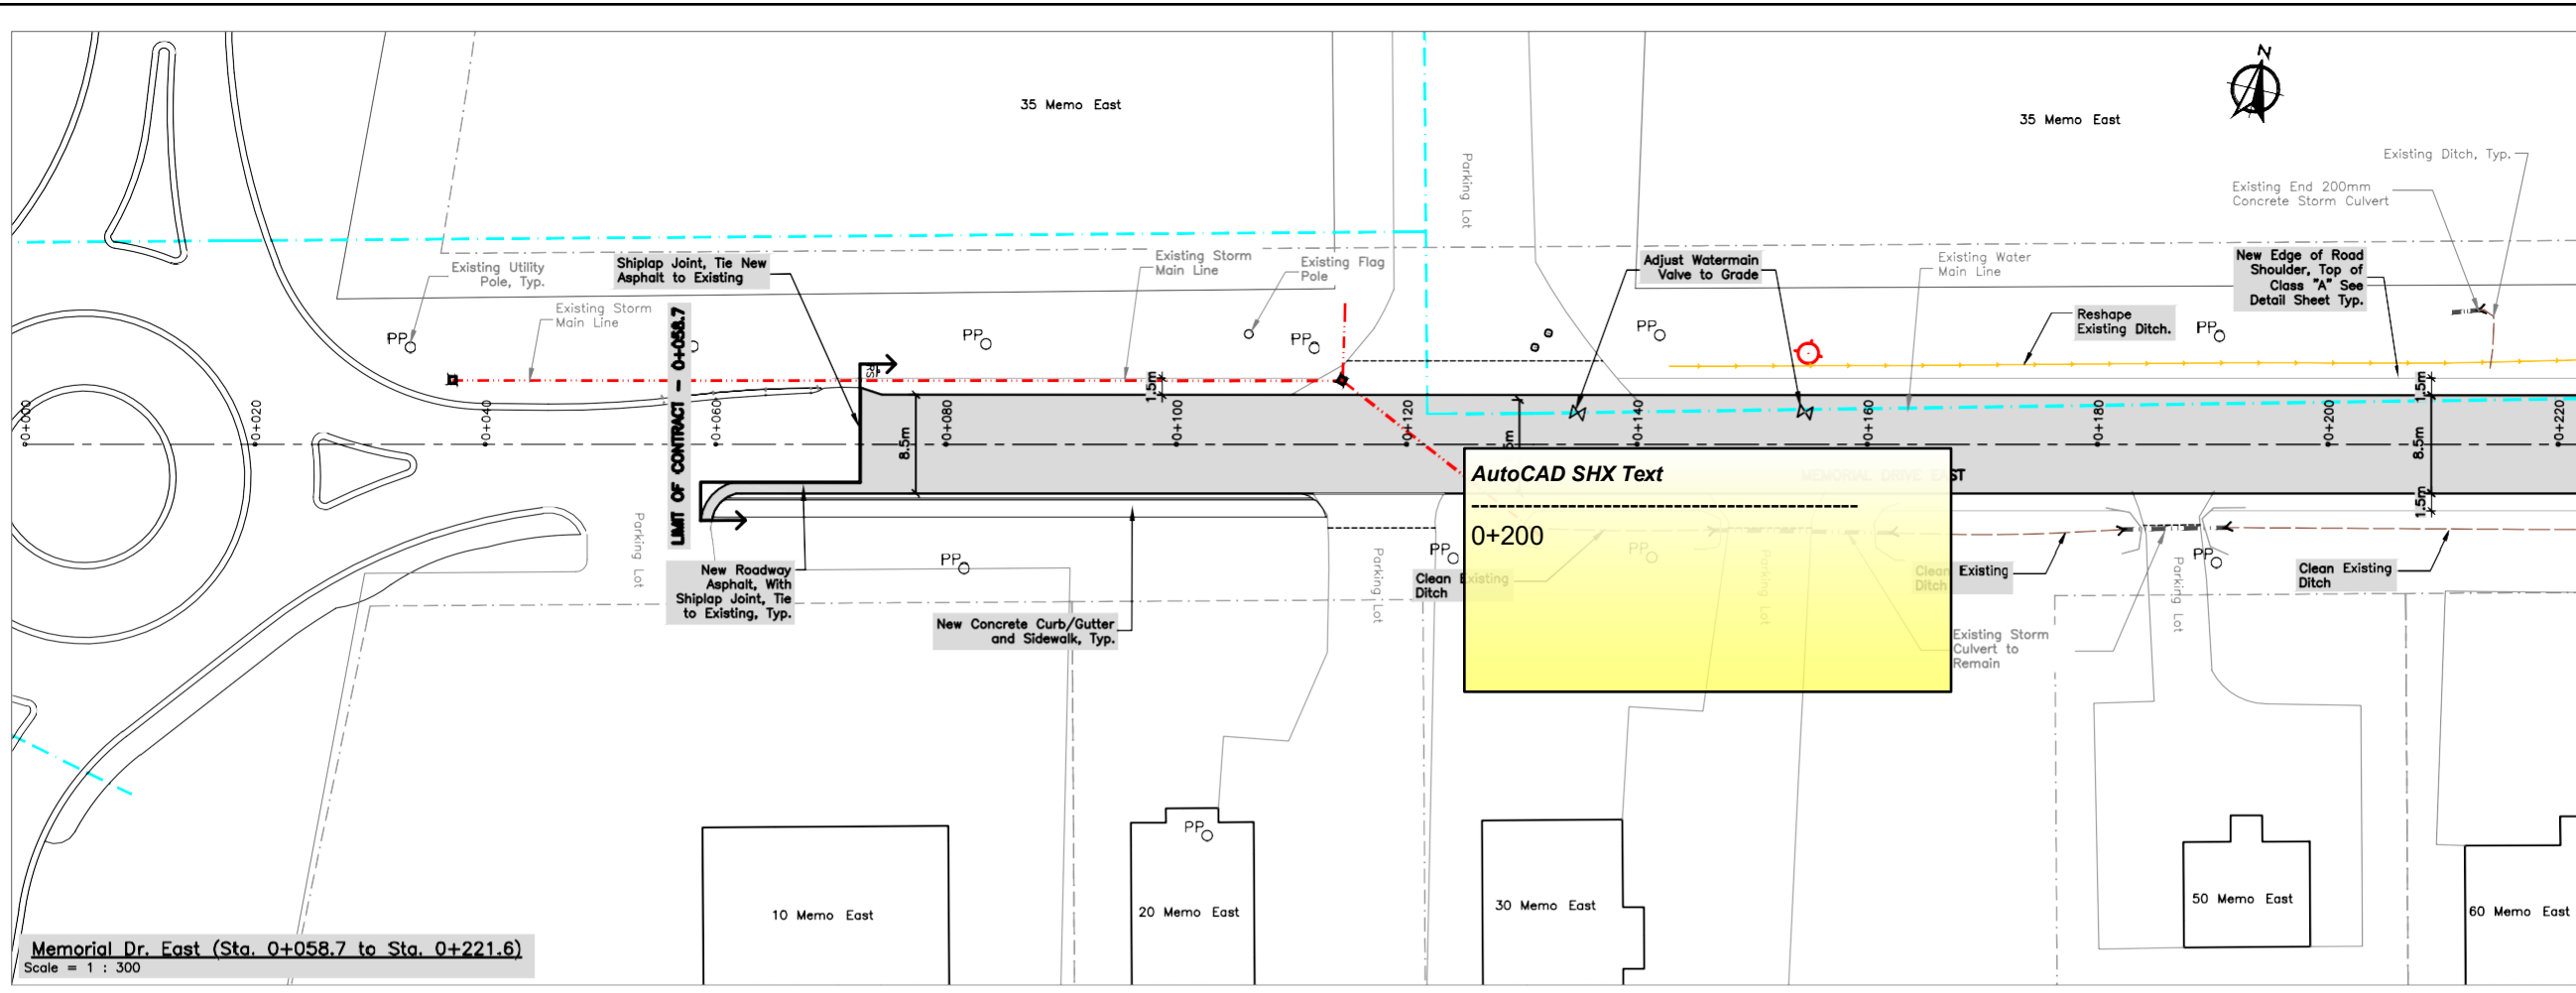 N
35 Memo East
35 Memo East
Parking Lot
Existing Ditch, Typ.
Existing End 200mm
Concrete Storm Culvert
Existing Utility
Pole, Typ.
Shiplap Joint, Tie New
Asphalt to Existing
Existing Storm
Main Line
Existing Flag
Pole
Adjust Watermain
Valve to Grade
Existing Water
Main Line
New Edge of Road
Shoulder, Top of
Class "A" See
Detail Sheet Typ.
Existing Storm
Main Line
Reshape
Existing Ditch.
PP
PP
PP
PP
PP
LIMIT OF CONTRACT - 0+058.7
1.5m
1.5m
0+000
0+020
0+040
0+060
0+080
0+100
0+120
0+140
0+160
0+180
0+200
0+220
8.5m
8.5m
1.5m
MEMORIAL DRIVE EAST
AutoCAD SHX Text
0+200
Parking Lot
Parking Lot
Parking Lot
Parking Lot
PP
PP
PP
PP
New Roadway
Asphalt, With
Shiplap Joint, Tie
to Existing, Typ.
New Concrete Curb/Gutter
and Sidewalk, Typ.
Clean Existing
Ditch
Clean Existing
Ditch
Clean Existing
Ditch
Existing Storm
Culvert to
Remain
PP
10 Memo East
20 Memo East
30 Memo East
50 Memo East
60 Memo East
Memorial Dr. East (Sta. 0+058.7 to Sta. 0+221.6)
Scale = 1 : 300